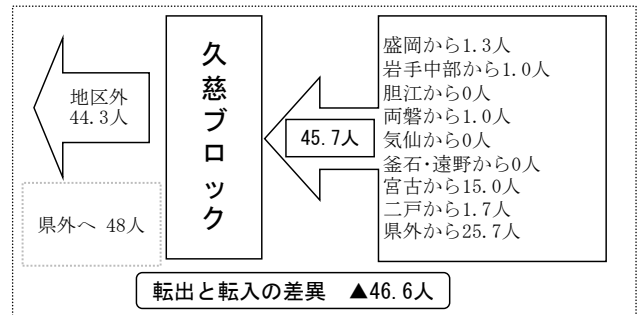 地区外
44.3人
県外へ 48人
久慈ブロック
45.7人
盛岡から1.3人
岩手中部から1.0人
胆江から0人
両磐から1.0人
気仙から0人
釜石・遠野から0人
宮古から15.0人
二戸から1.7人
県外から25.7人
転出と転入の差異　▲46.6人